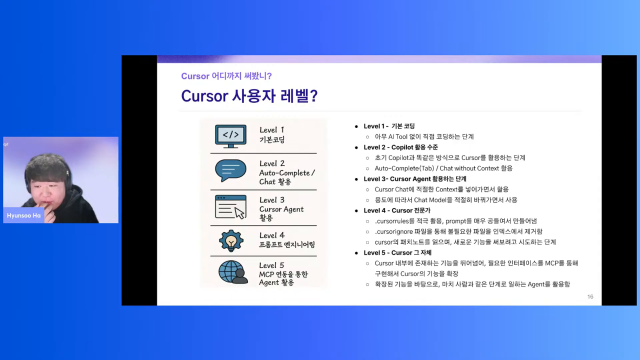 Cursor 어디까지 써봤니?
Cursor 사용자 레벨?
Level 1
기본코딩
Level 2
Auto-Complete /
Chat 활용
Level 3
Cursor Agent
활용
Level 4
프롬프트 엔지니어링
Level 5
MCP 연동을 통한
Agent 활용
● Level 1 - 기본 코딩
○ 아무 AI Tool 없이 직접 코딩하는 단계
● Level 2 - Copilot 활용 수준
○ 초기 Copilot과 똑같은 방식으로 Cursor를 활용하는 단계
○ Auto-Complete(Tab) / Chat without Context 활용
● Level 3- Cursor Agent 활용하는 단계
○ Cursor Chat에 적절한 Context를 넣어가면서 활용
○ 용도에 따라서 Chat Model을 적절히 바꿔가면서 사용
● Level 4 - Cursor 전문가
○ .cursorrules를 적극 활용, prompt를 매우 공들여서 만들어냄
○ .cursorignore 파일을 통해 불필요한 파일을 인덱스에서 제거함
○ cursor의 패치노트를 읽으며, 새로운 기능을 써보려고 시도하는 단계
● Level 5 - Cursor 그 자체
○ Cursor 내부에 존재하는 기능을 뛰어넘어, 필요한 인터페이스를 MCP를 통해
구현해서 Cursor의 기능을 확장
○ 확장된 기능을 바탕으로, 마치 사람과 같은 단계로 일하는 Agent를 활용함
Hyunsoo Ho
16